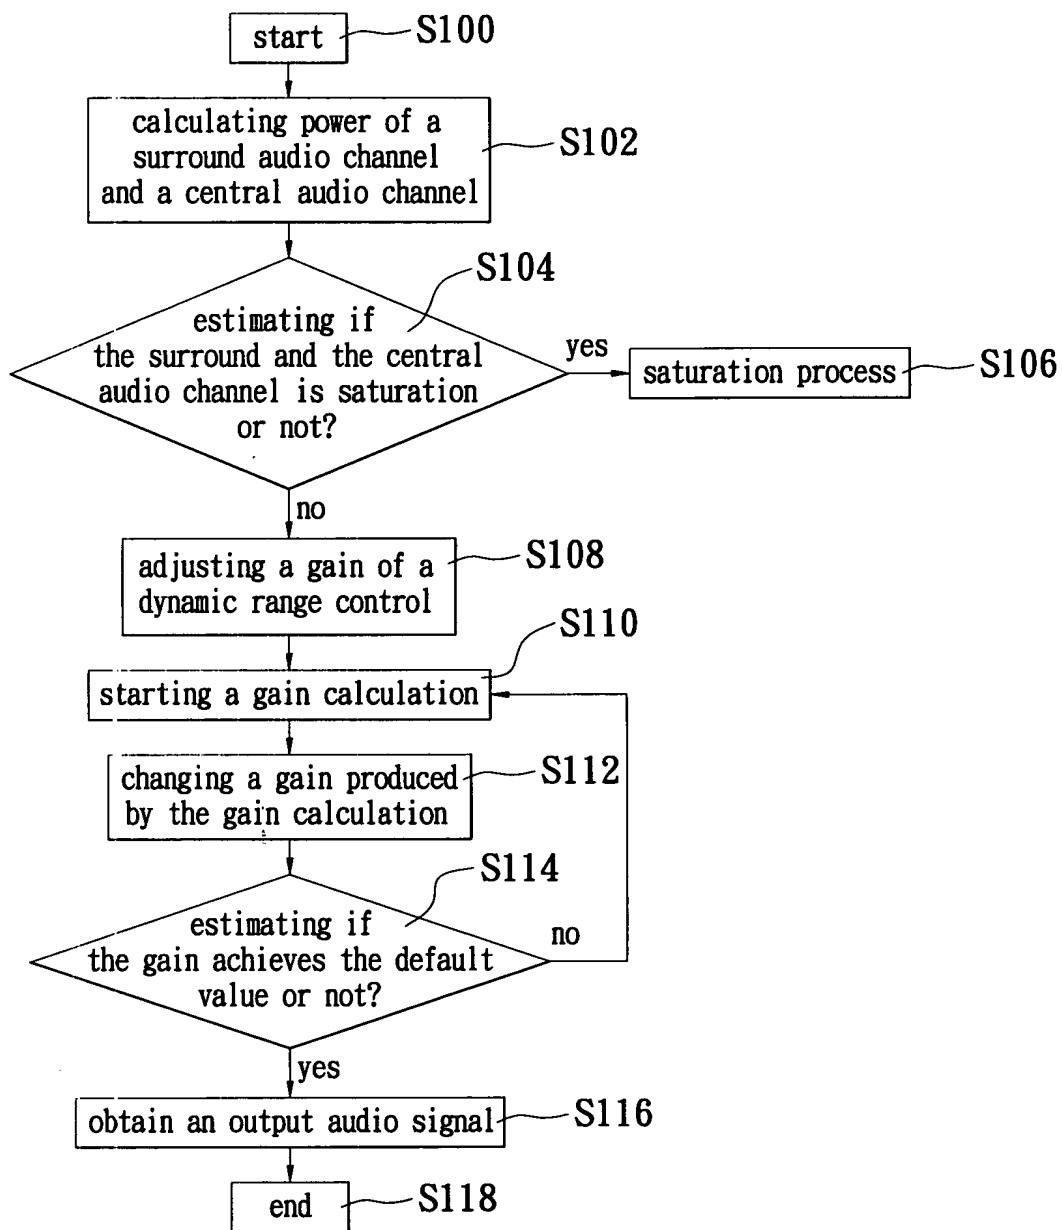 start
S100
calculating power of a
surround audio channel
and a central audio channel
S102
S104
estimating if
the surround and the central
audio channel is saturation
or not?
yes
saturation process
S106
no
adjusting a gain of a
dynamic range control
S108
S110
starting a gain calculation
changing a gain produced
by the gain calculation
S112
S114
estimating if
the gain achieves the default
value or not?
no
yes
obtain an output audio signal
S116
end
S118